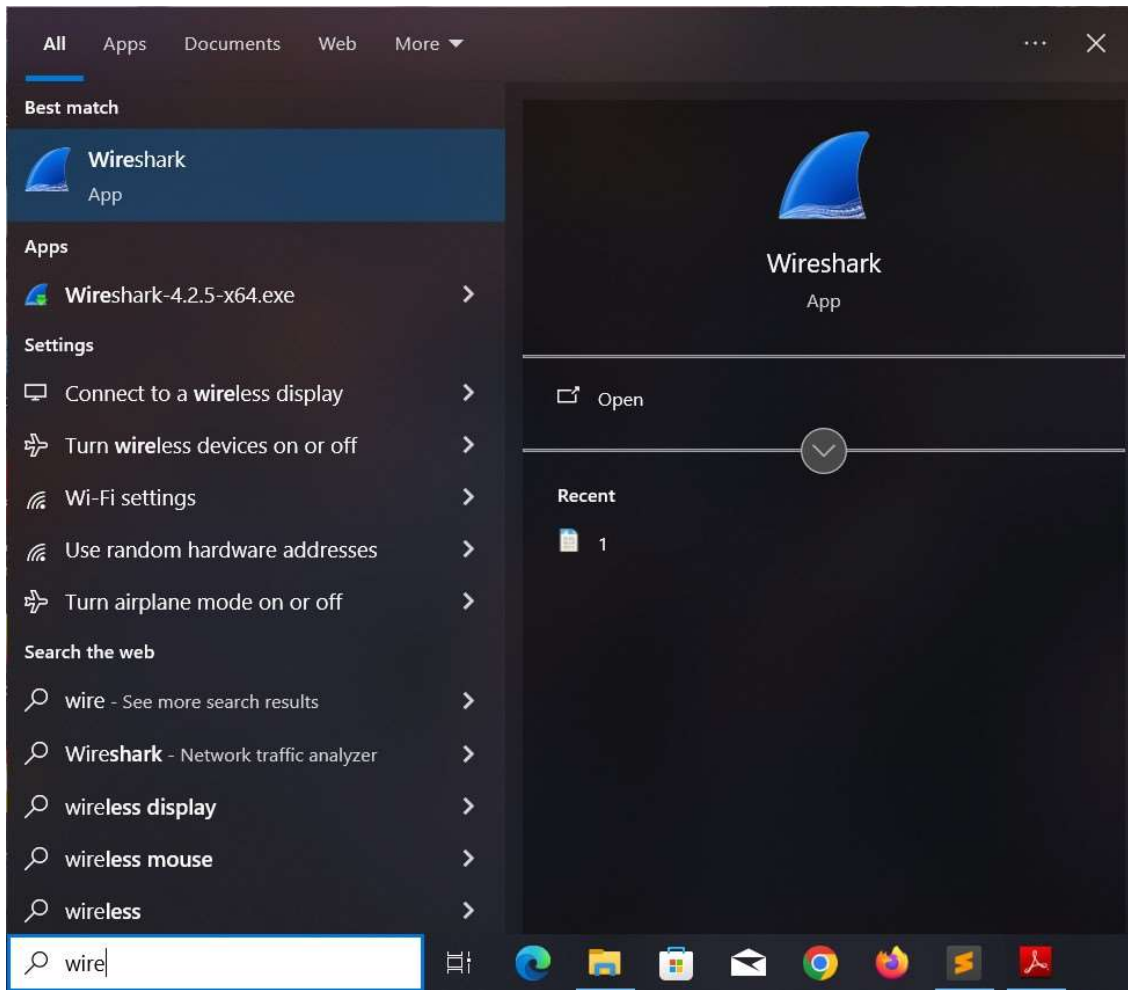 All Apps Documents Web More
Best match
Wireshark
App
Apps
Wireshark-4.2.5-x64.exe
Settings
Connect to a wireless display
Turn wireless devices on or off
Wi-Fi settings
Use random hardware addresses
Turn airplane mode on or off
Search the web
wire - See more search results
Wireshark - Network traffic analyzer
wireless display
wireless mouse
wireless
wire
Wireshark
App
Open
Recent
1